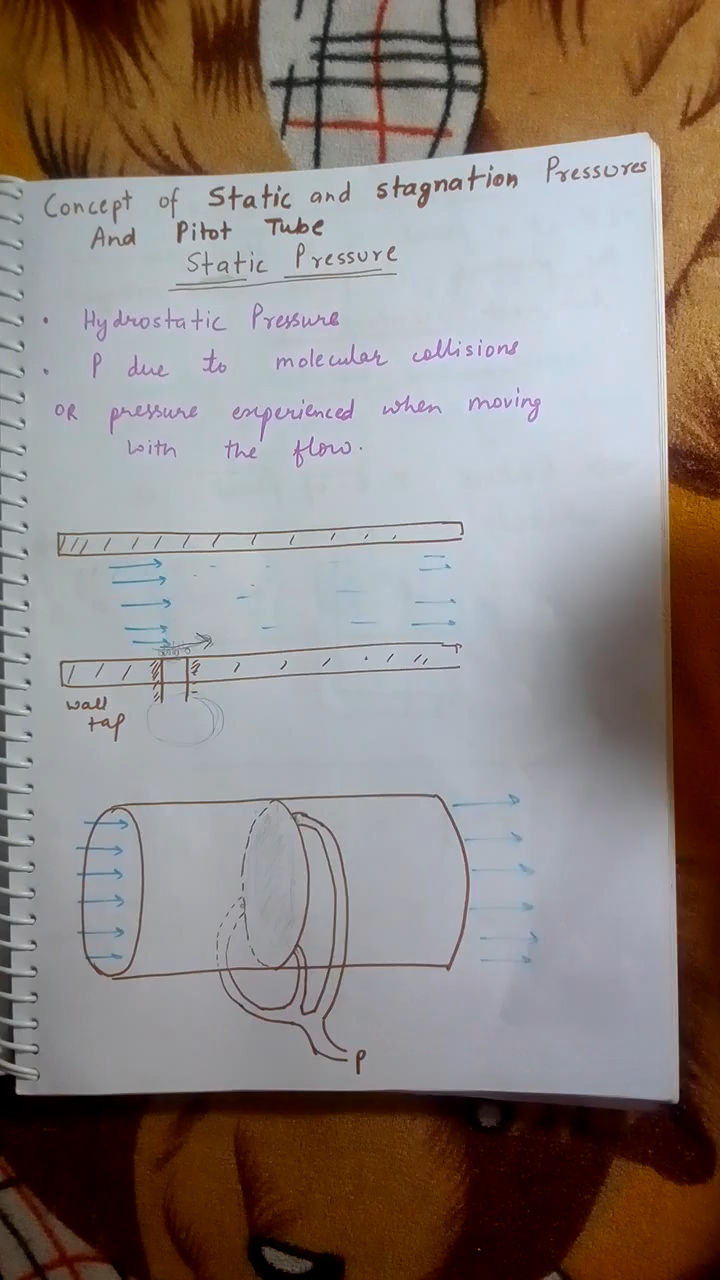 Concept of Static and stagnation Pressures
And Pitot Tube
Static Pressure
• Hydrostatic Pressure
• P due to molecular collisions
OR pressure experienced when moving
with the flow.
wall
tap
P